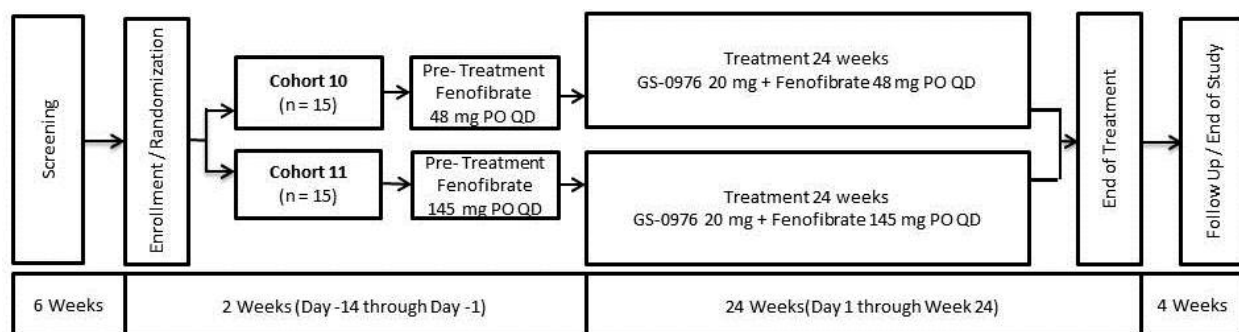 Screening
Enrollment / Randomization
Cohort 10
(n = 15)
Pre- Treatment
Fenofibrate
48 mg PO QD
Treatment 24 weeks
GS-0976 20 mg + Fenofibrate 48 mg PO QD
Cohort 11
(n = 15)
Pre- Treatment
Fenofibrate
145 mg PO QD
Treatment 24 weeks
GS-0976 20 mg + Fenofibrate 145 mg PO QD
End of Treatment
Follow Up / End of Study
6 Weeks
2 Weeks (Day -14 through Day -1)
24 Weeks(Day 1 through Week 24)
4 Weeks